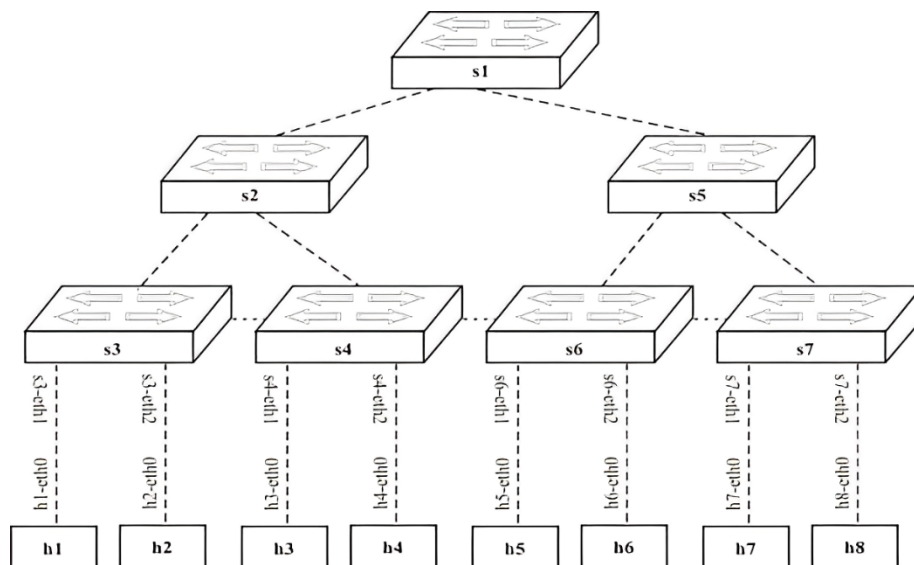 s1
s2
s5
s3
s4
s6
s7
s3-eth1
s3-eth2
s4-eth1
s4-eth2
s6-eth1
s6-eth2
s7-eth1
s7-eth2
h1-eth0
h2-eth0
h3-eth0
h4-eth0
h5-eth0
h6-eth0
h7-eth0
h8-eth0
h1
h2
h3
h4
h5
h6
h7
h8